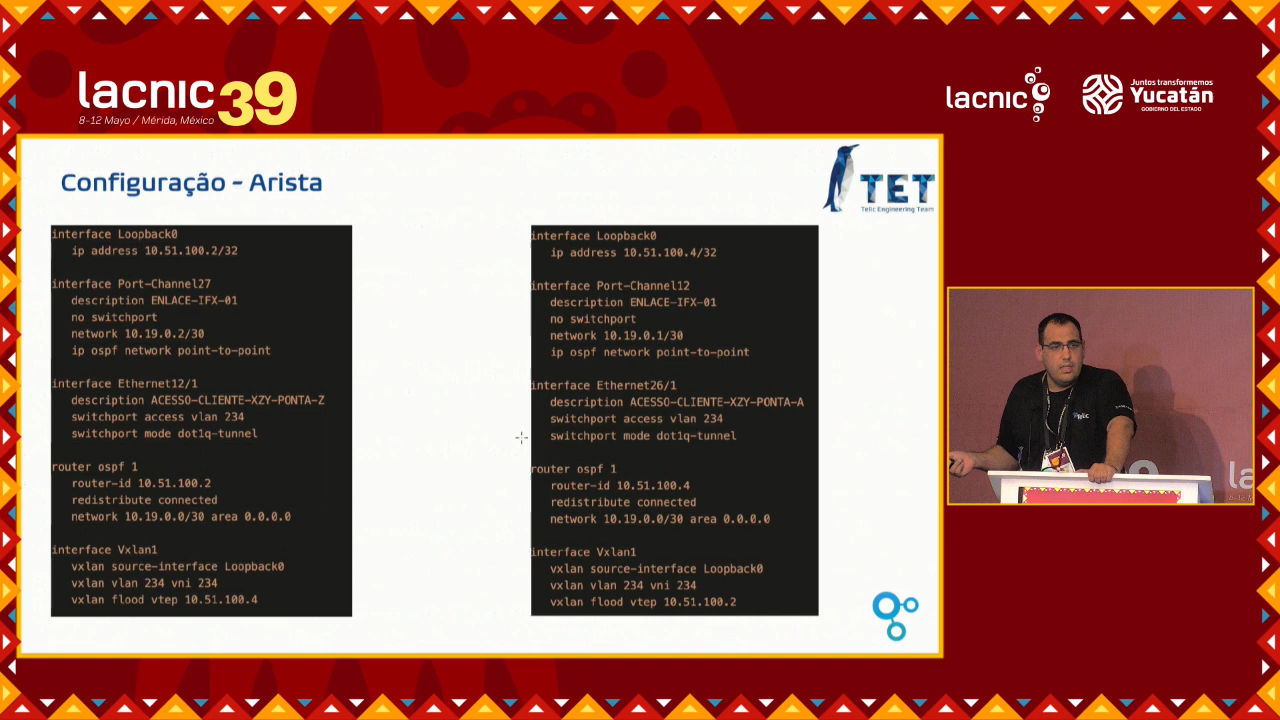 lacnic 39
8-12 Mayo / Mérida, México
lacnic
Juntos transformemos
Yucatán
GOBIERNO DEL ESTADO
Configuração - Arista
TET
Telic Engineering Team
interface Loopback0
ip address 10.51.100.2/32
interface Port-Channel27
description ENLACE-IFX-01
no switchport
network 10.19.0.2/30
ip ospf network point-to-point
interface Ethernet12/1
description ACESSO-CLIENTE-XZY-PONTA-Z
switchport access vlan 234
switchport mode dot1q-tunnel
router ospf 1
router-id 10.51.100.2
redistribute connected
network 10.19.0.0/30 area 0.0.0.0
interface Vxlan1
vxlan source-interface Loopback0
vxlan vlan 234 vni 234
vxlan flood vtep 10.51.100.4
interface Loopback0
ip address 10.51.100.4/32
interface Port-Channel12
description ENLACE-IFX-01
no switchport
network 10.19.0.1/30
ip ospf network point-to-point
interface Ethernet26/1
description ACESSO-CLIENTE-XZY-PONTA-A
switchport access vlan 234
switchport mode dot1q-tunnel
router ospf 1
router-id 10.51.100.4
redistribute connected
network 10.19.0.0/30 area 0.0.0.0
interface Vxlan1
vxlan source-interface Loopback0
vxlan vlan 234 vni 234
vxlan flood vtep 10.51.100.2